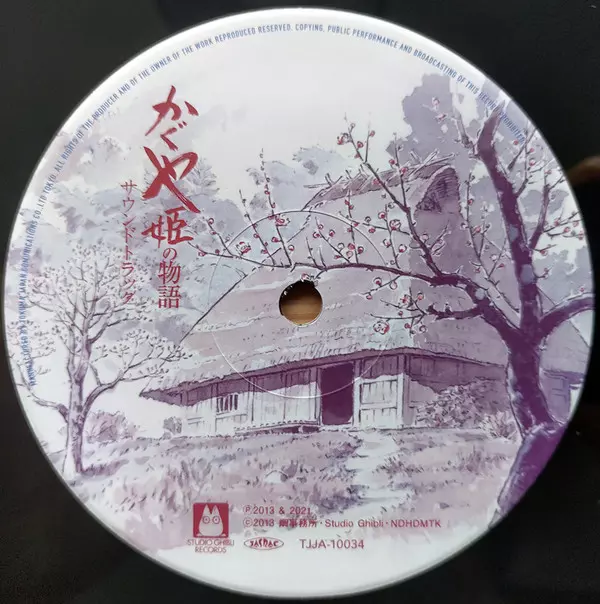 ALL RIGHTS OF THE PRODUCER AND OF THE OWNER OF THE WORK REPRODUCED RESERVED. COPYING, PUBLIC PERFORMANCE AND BROADCASTING OF THIS RECORD PROHIBITED
かぐや姫の物語
サウンドトラック
℗2013 & 2021
©2013 畑事務所・Studio Ghibli・NDHDMTK
STUDIO GHIBLI
RECORDS
JASRAC
TJJA-10034